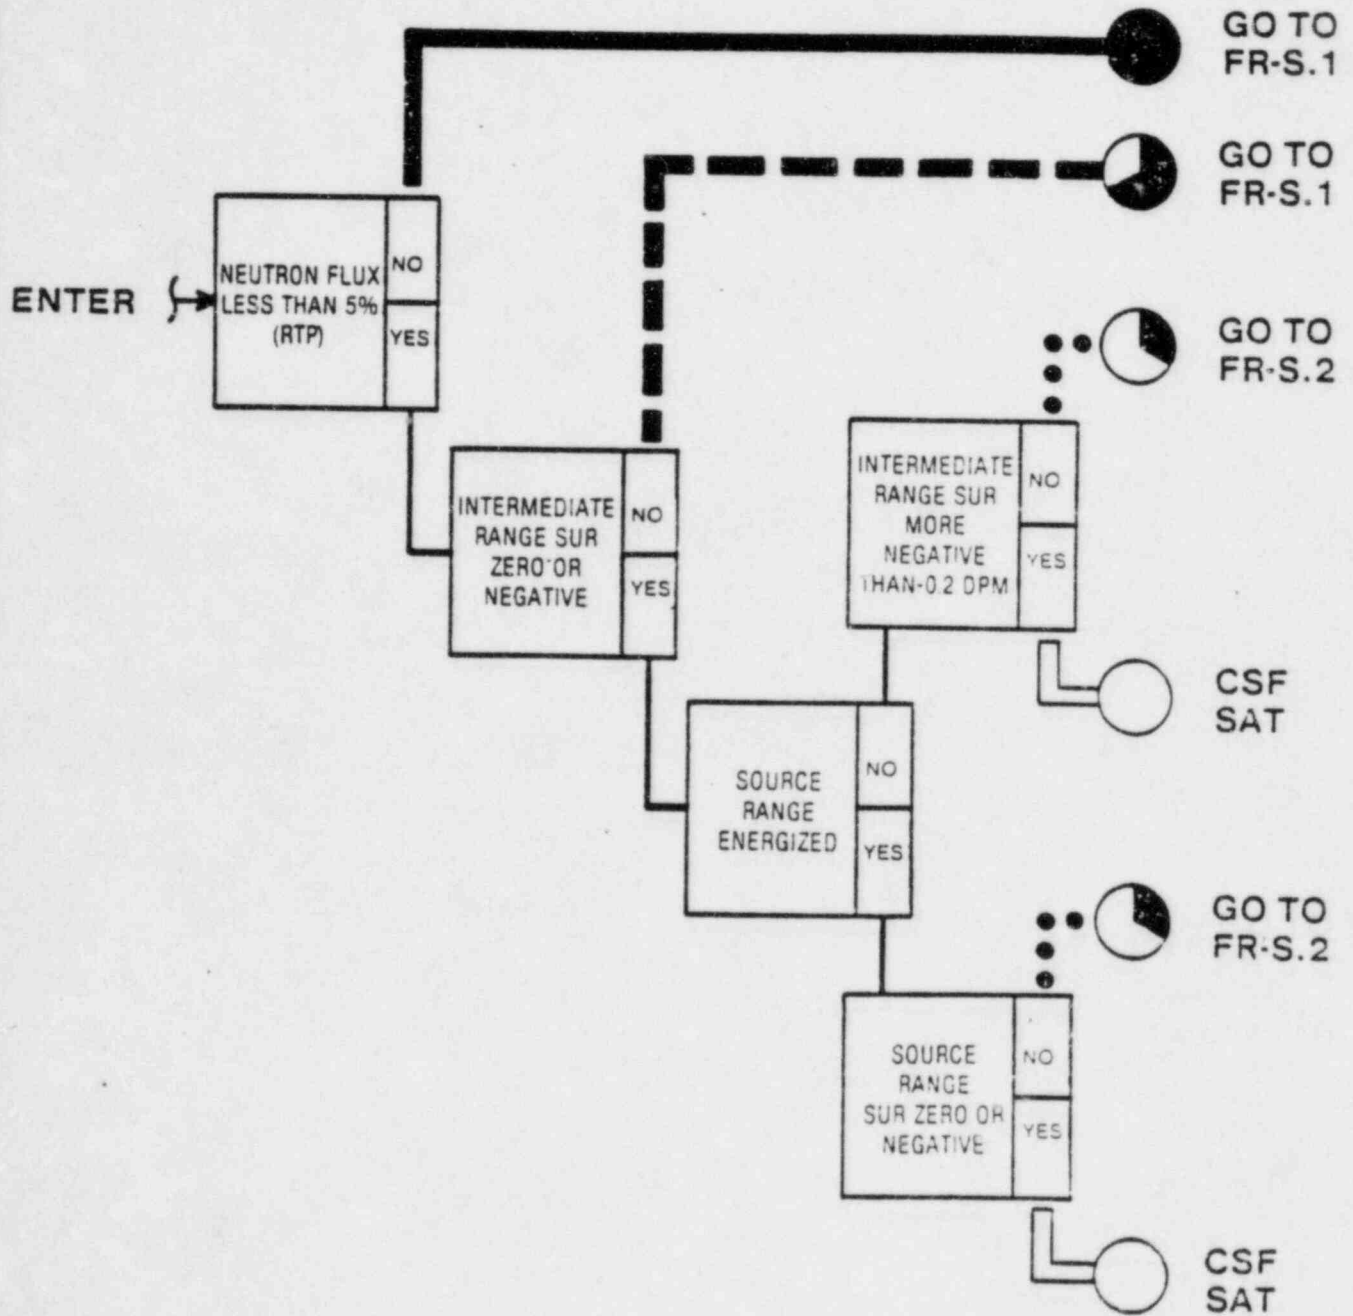 GO TO
FR-S.1
GO TO
FR-S.1
NEUTRON FLUX
LESS THAN 5%
(RTP)
NO
YES
ENTER
GO TO
FR-S.2
INTERMEDIATE
RANGE SUR
ZERO OR
NEGATIVE
NO
YES
INTERMEDIATE
RANGE SUR
MORE
NEGATIVE
THAN-0.2 DPM
NO
YES
CSF
SAT
SOURCE
RANGE
ENERGIZED
NO
YES
GO TO
FR-S.2
SOURCE
RANGE
SUR ZERO OR
NEGATIVE
NO
YES
CSF
SAT